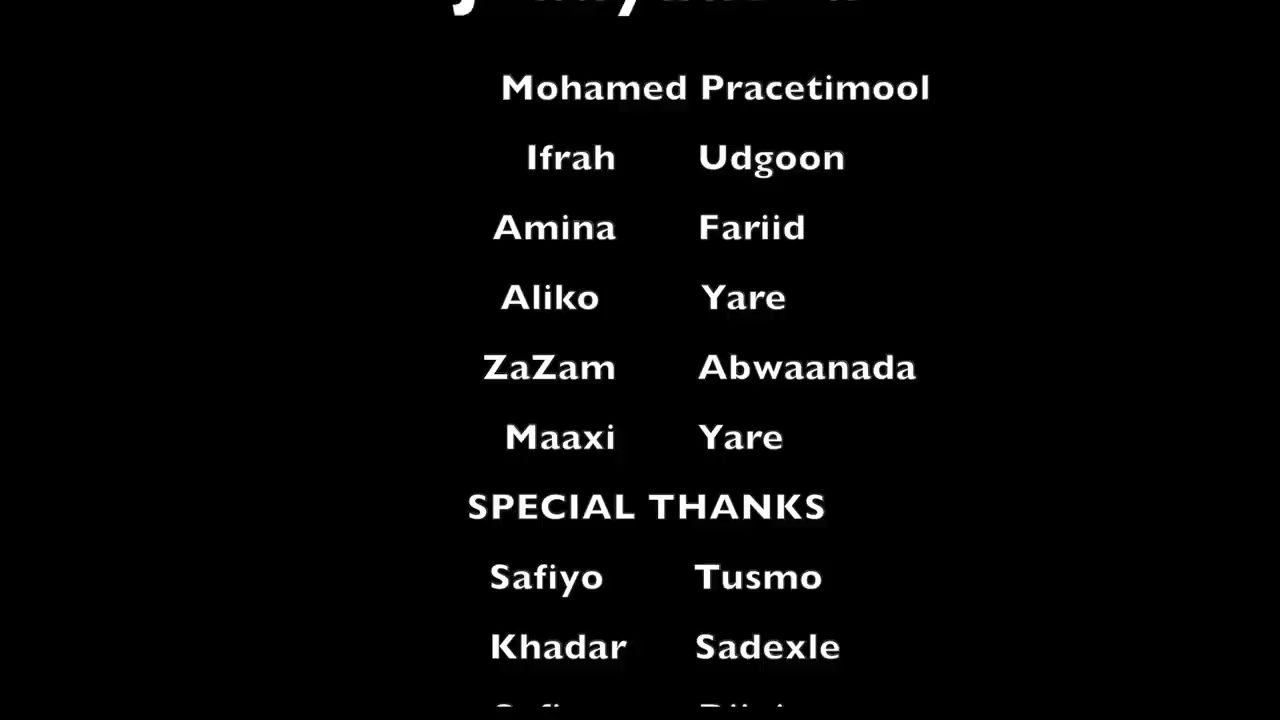 Mohamed Pracetimool
Ifrah Udgoon
Amina Fariid
Aliko Yare
ZaZam Abwaanada
Maaxi Yare
SPECIAL THANKS
Safiyo Tusmo
Khadar Sadexle